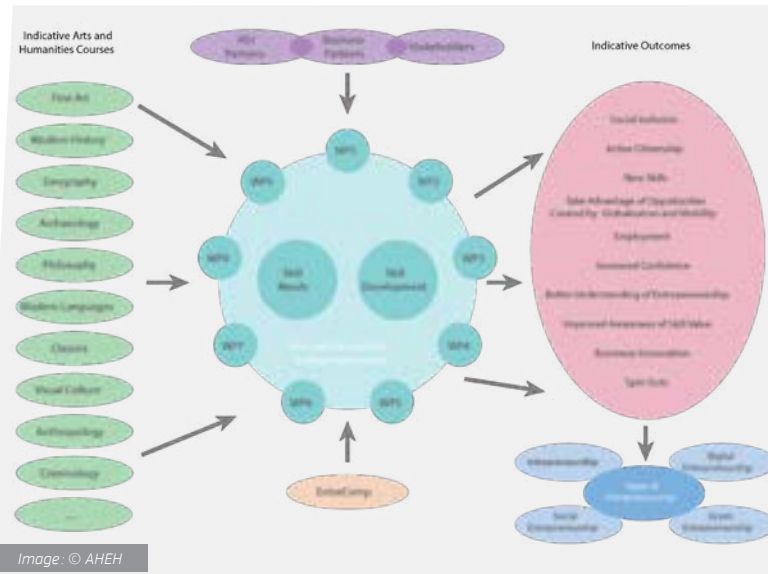 Indicative Arts and
Humanities Courses
Indicative Outcomes
HEI
Partners
Business
Partners
Stakeholders
Fine Art
Modern History
Geography
Archaeology
Philosophy
Modern Languages
Classics
Visual Culture
Anthropology
Criminology
WP1
WP2
WP3
WP4
WP5
WP6
WP7
WP8
WP9
Skill
Needs
Skill
Development
EntreComp
Social Inclusion
Active Citizenship
New Skills
Take Advantage of Opportunities
Created by: Globalisation and Mobility
Employment
Increased Confidence
Better Understanding of Entrepreneurship
Improved Awareness of Skill Value
Business Innovation
Spin Outs
Entrepreneurship
Digital
Entrepreneurship
Social
Entrepreneurship
Green
Entrepreneurship
Image: © AHEH